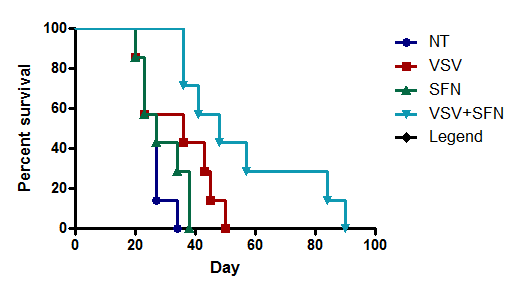 100
80
60
40
20
0
0 20 40 60 80 100
Percent survival
Day
NT
VSV
SFN
VSV+SFN
Legend